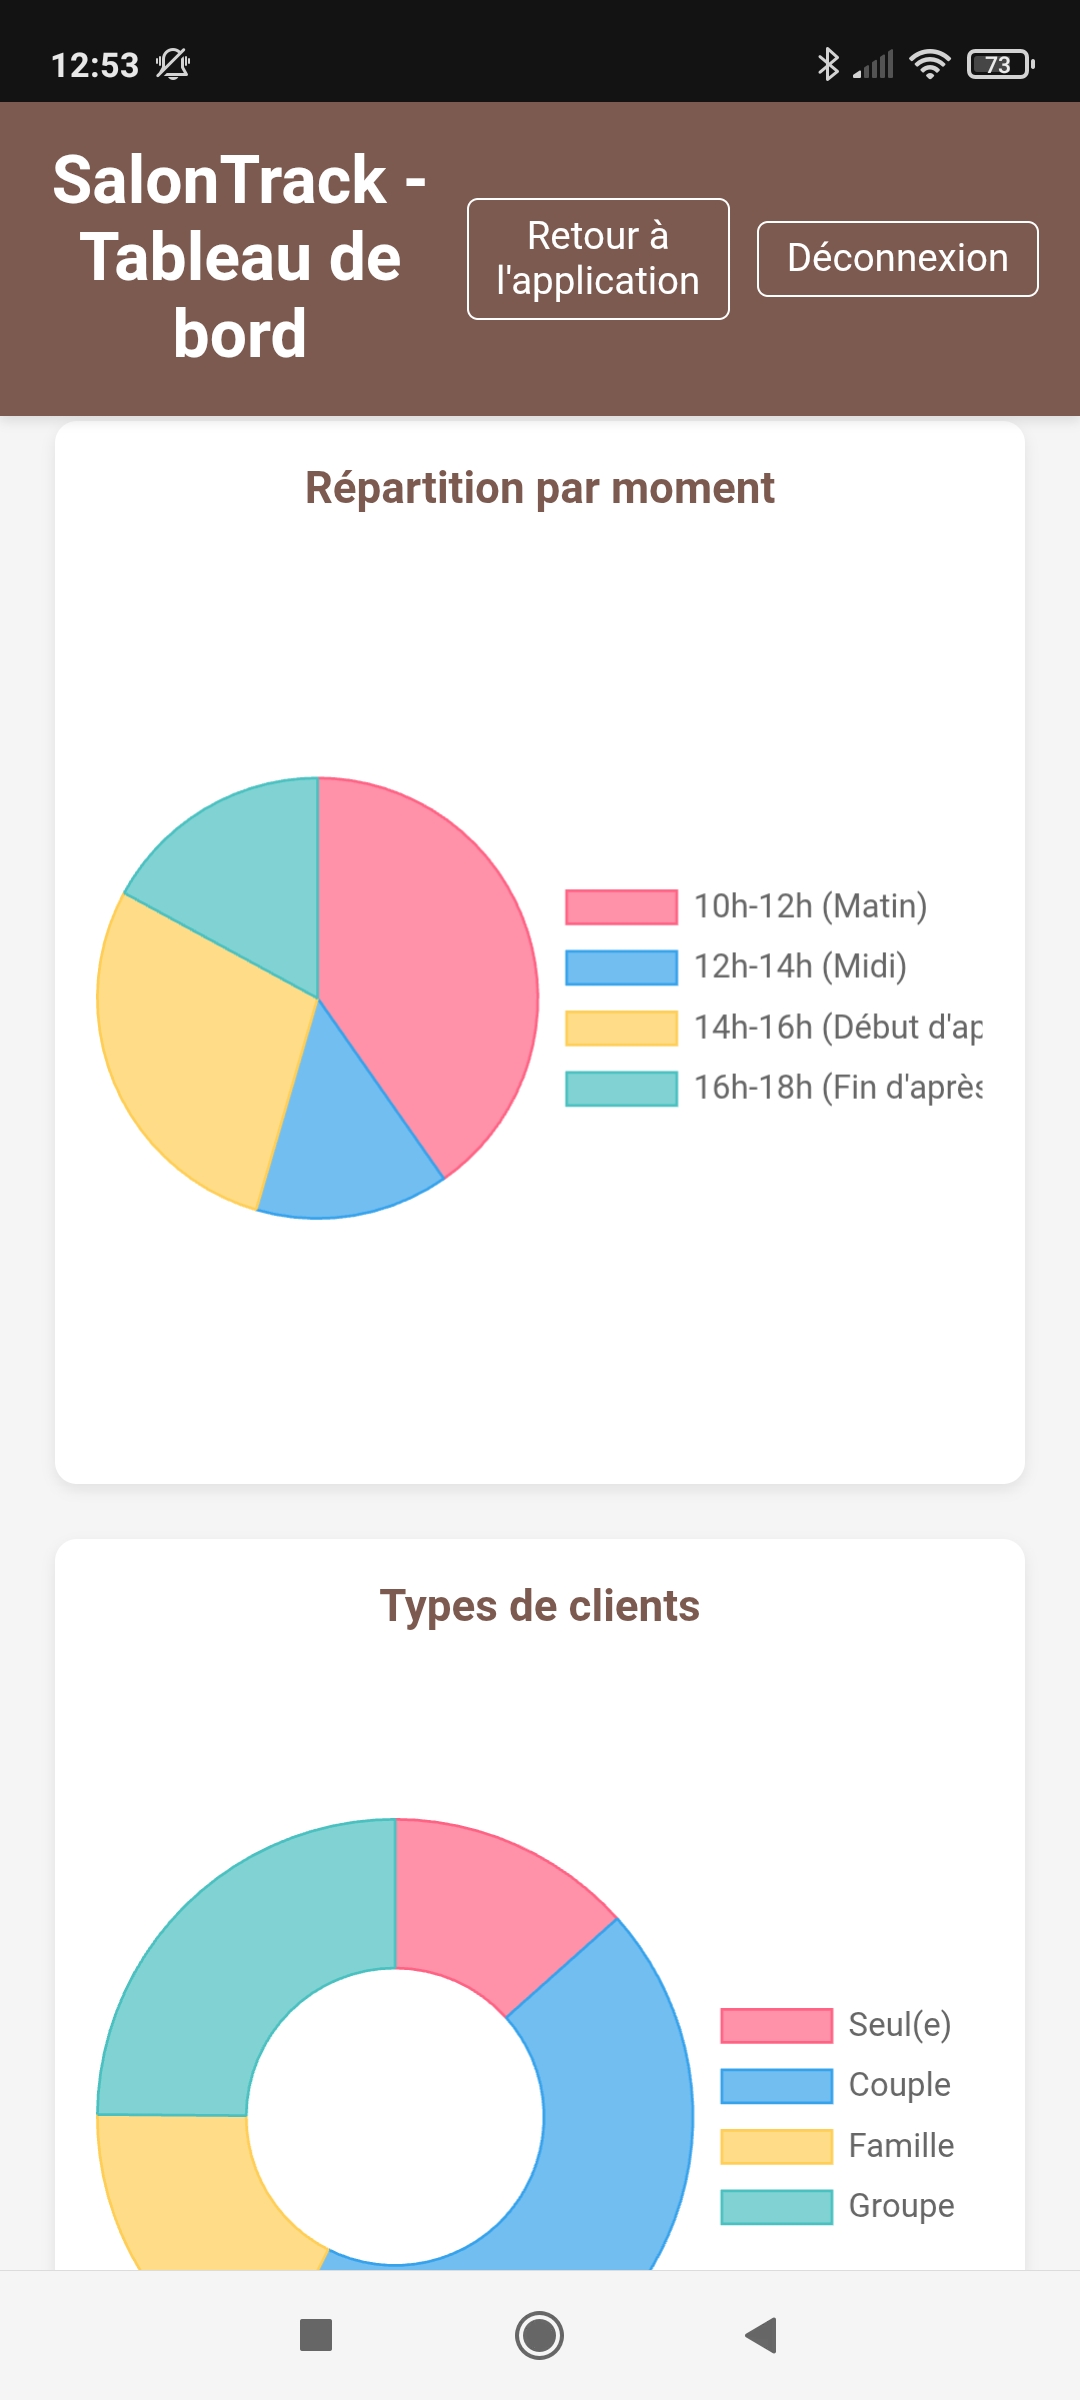 12:53
73
SalonTrack -
Tableau de
bord
Retour à
l'application
Déconnexion
Répartition par moment
10h-12h (Matin)
12h-14h (Midi)
14h-16h (Début d'ap
16h-18h (Fin d'après
Types de clients
Seul(e)
Couple
Famille
Groupe